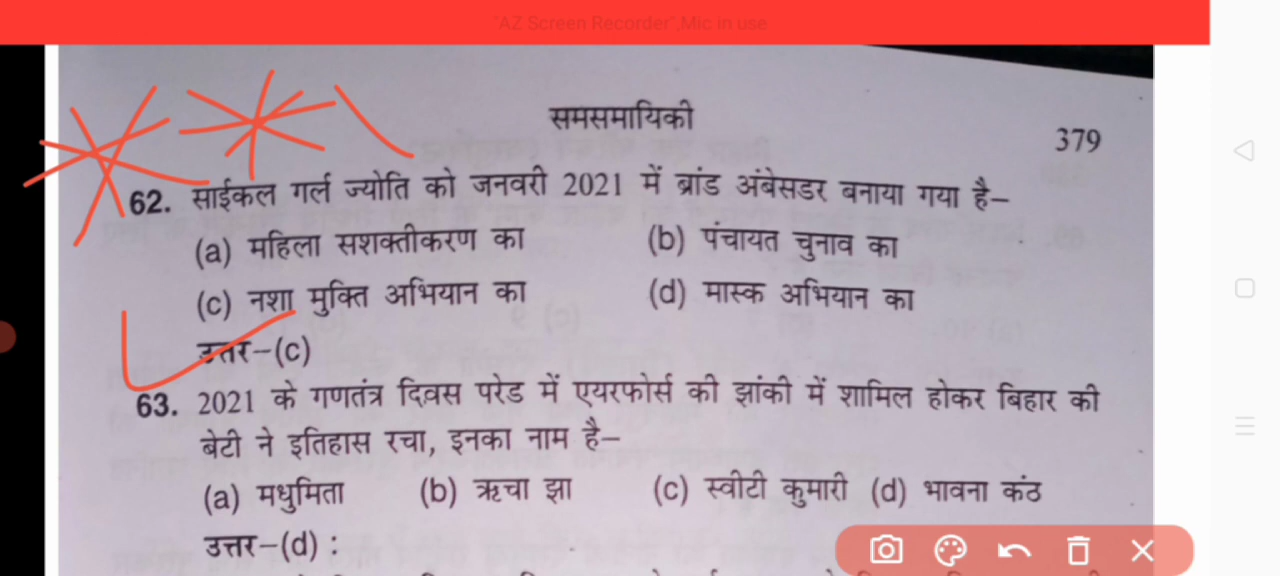 "AZ Screen Recorder",Mic in use
समसमायिकी
379
62. साईकल गर्ल ज्योति को जनवरी 2021 में ब्रांड अंबेसडर बनाया गया है–
(a) महिला सशक्तीकरण का (b) पंचायत चुनाव का
(c) नशा मुक्ति अभियान का (d) मास्क अभियान का
उत्तर–(c)
63. 2021 के गणतंत्र दिवस परेड में एयरफोर्स की झांकी में शामिल होकर बिहार की
बेटी ने इतिहास रचा, इनका नाम है–
(a) मधुमिता (b) ऋचा झा (c) स्वीटी कुमारी (d) भावना कंठ
उत्तर–(d) :